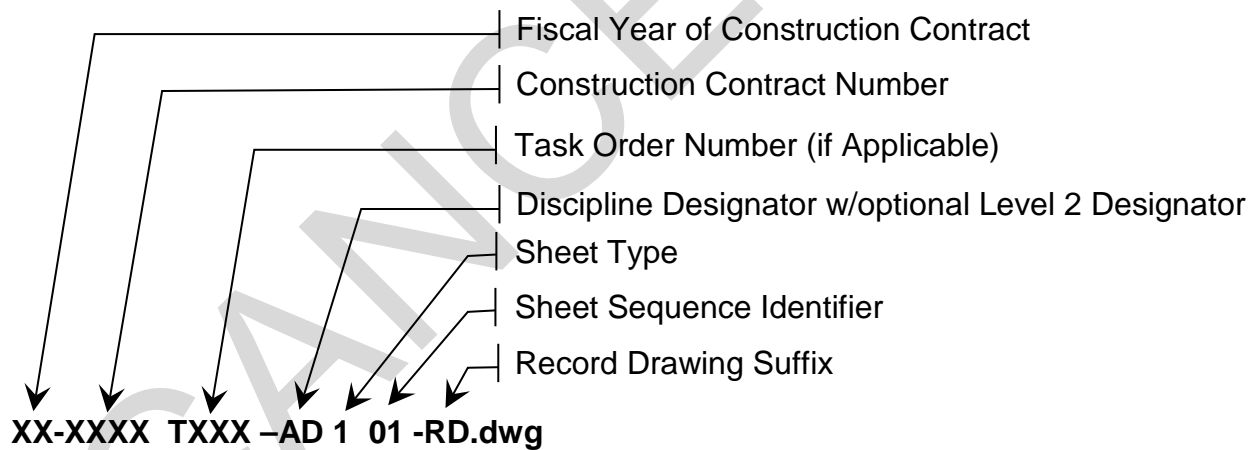 Fiscal Year of Construction Contract
Construction Contract Number
Task Order Number (if Applicable)
Discipline Designator w/optional Level 2 Designator
Sheet Type
Sheet Sequence Identifier
Record Drawing Suffix
XX-XXXX TXXX –AD 1 01 -RD.dwg